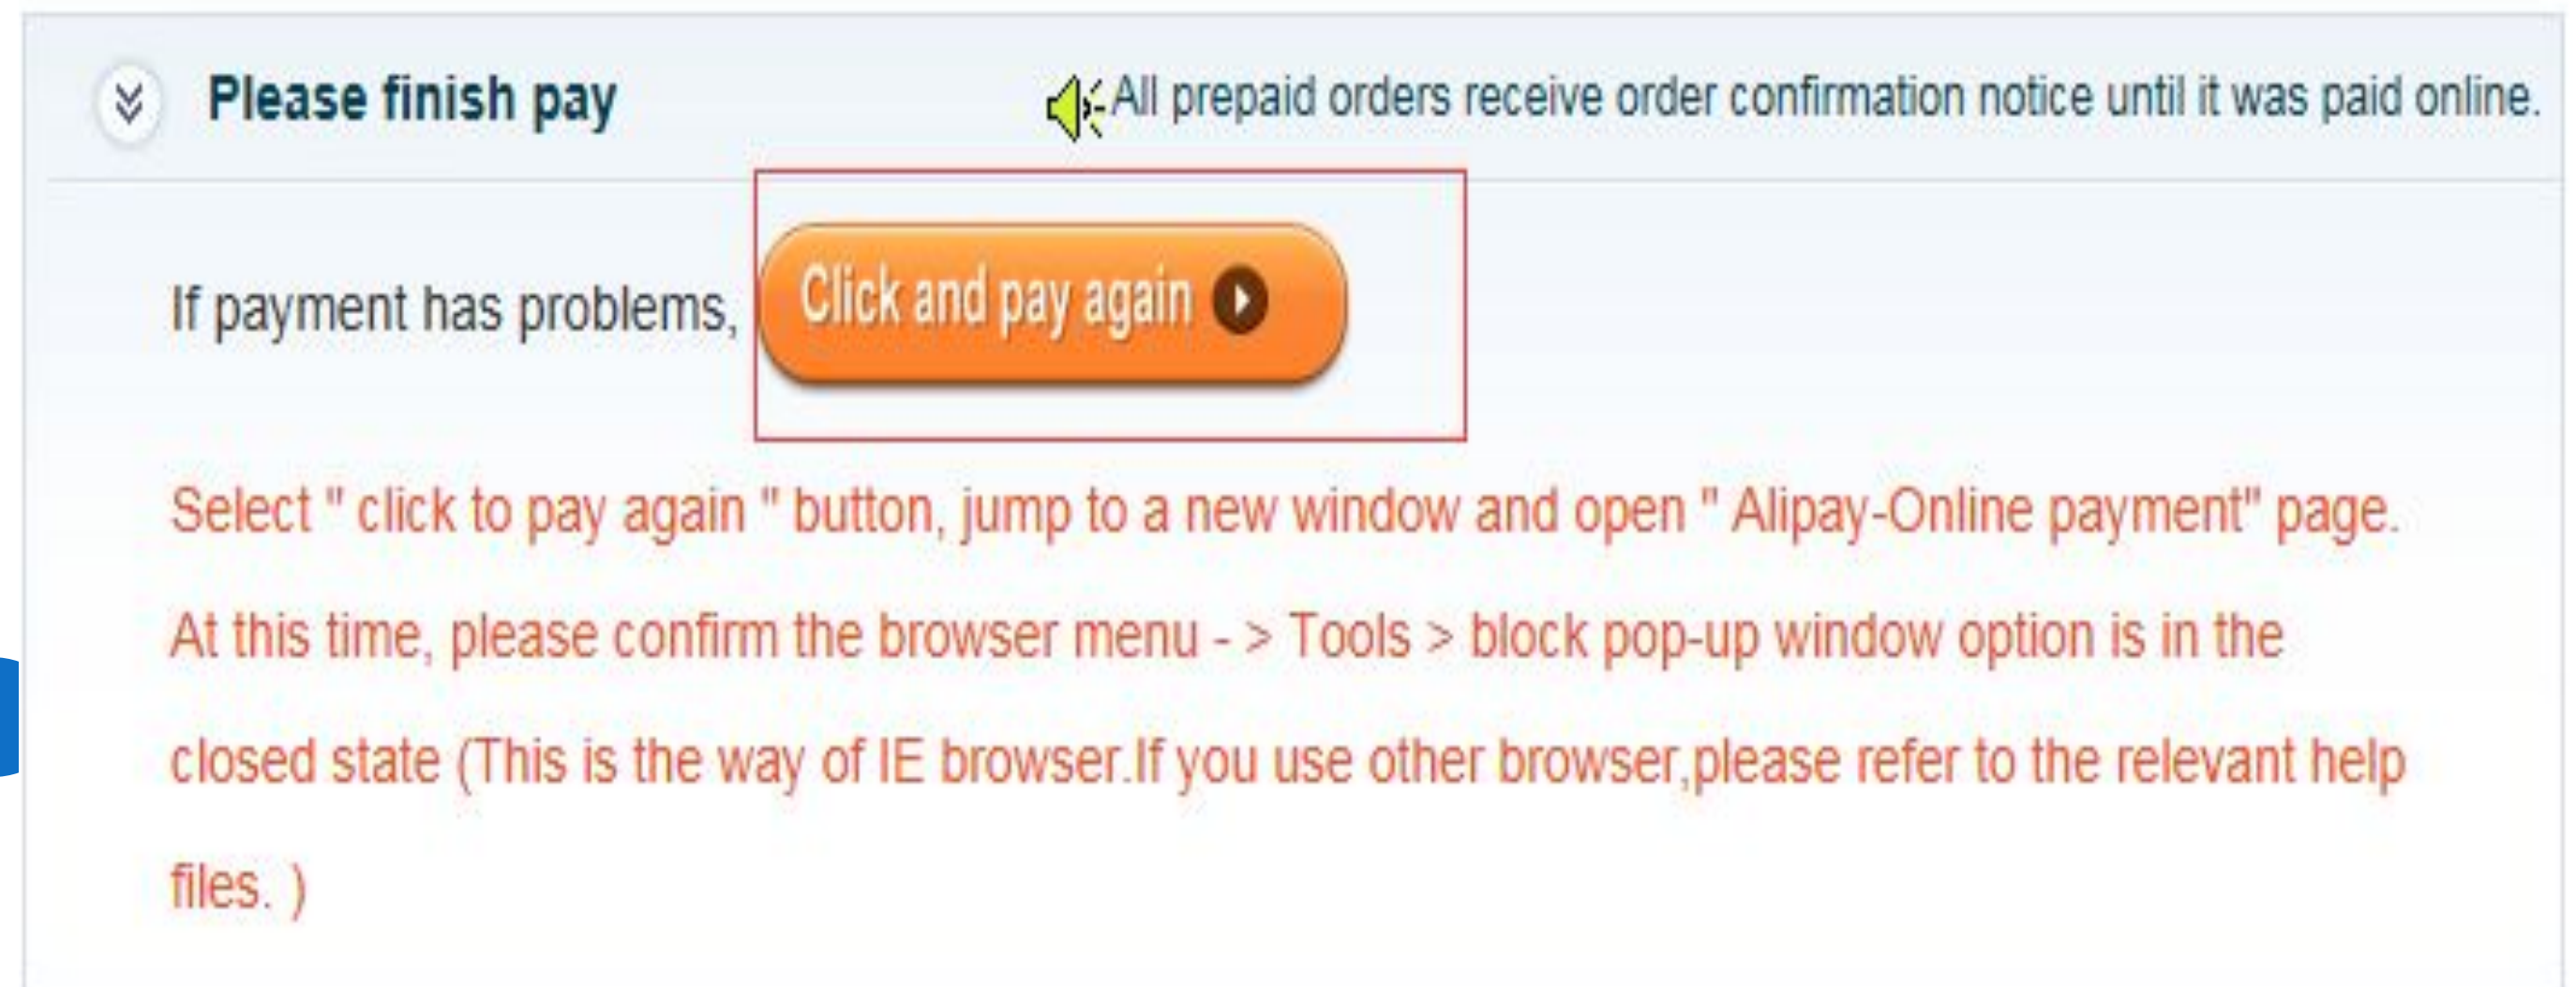 Please finish pay
All prepaid orders receive order confirmation notice until it was paid online.
If payment has problems,
Click and pay again
Select " click to pay again " button, jump to a new window and open " Alipay-Online payment" page.
At this time, please confirm the browser menu - > Tools > block pop-up window option is in the
closed state (This is the way of IE browser.If you use other browser,please refer to the relevant help
files. )